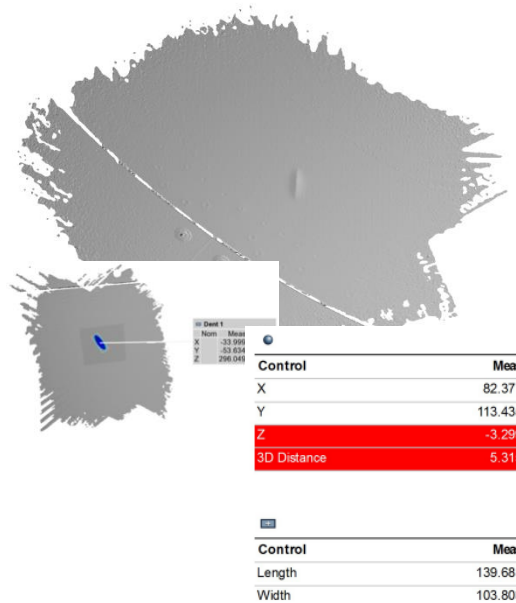 Dent 1
Nom Meas
X -33.999
Y -53.634
Z 296.049
Control Mea
X 82.37
Y 113.43
Z -3.29
3D Distance 5.31
Control Mea
Length 139.68
Width 103.80